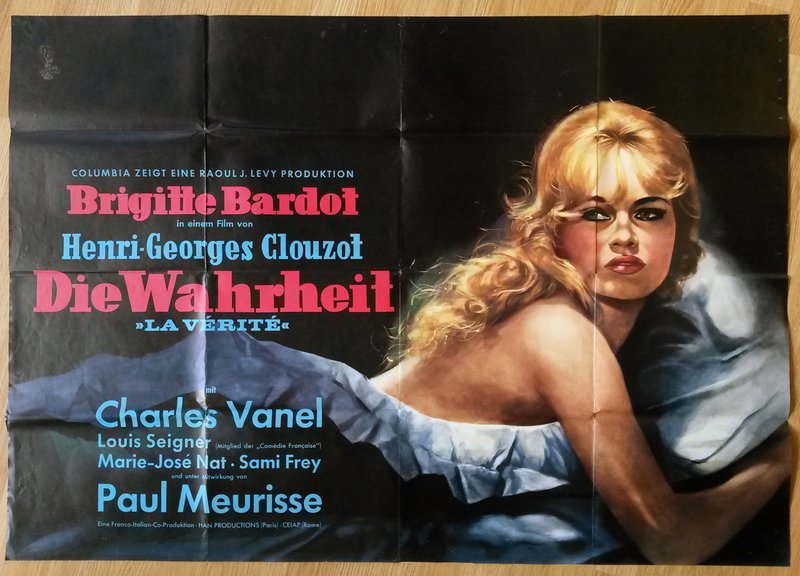 COLUMBIA ZEIGT EINE RAOUL J. LEVY PRODUKTION
Brigitte Bardot
in einem Film von
Henri-Georges Clouzot
Die Wahrheit
»LA VÉRITÉ«
mit
Charles Vanel
Louis Seigner (Mitglied der „Comédie Française“)
Marie-José Nat · Sami Frey
und unter Mitwirkung von
Paul Meurisse
Eine Franco-Italian-Co-Produktion · HAN PRODUCTIONS (Paris) · CEIAP (Rome)